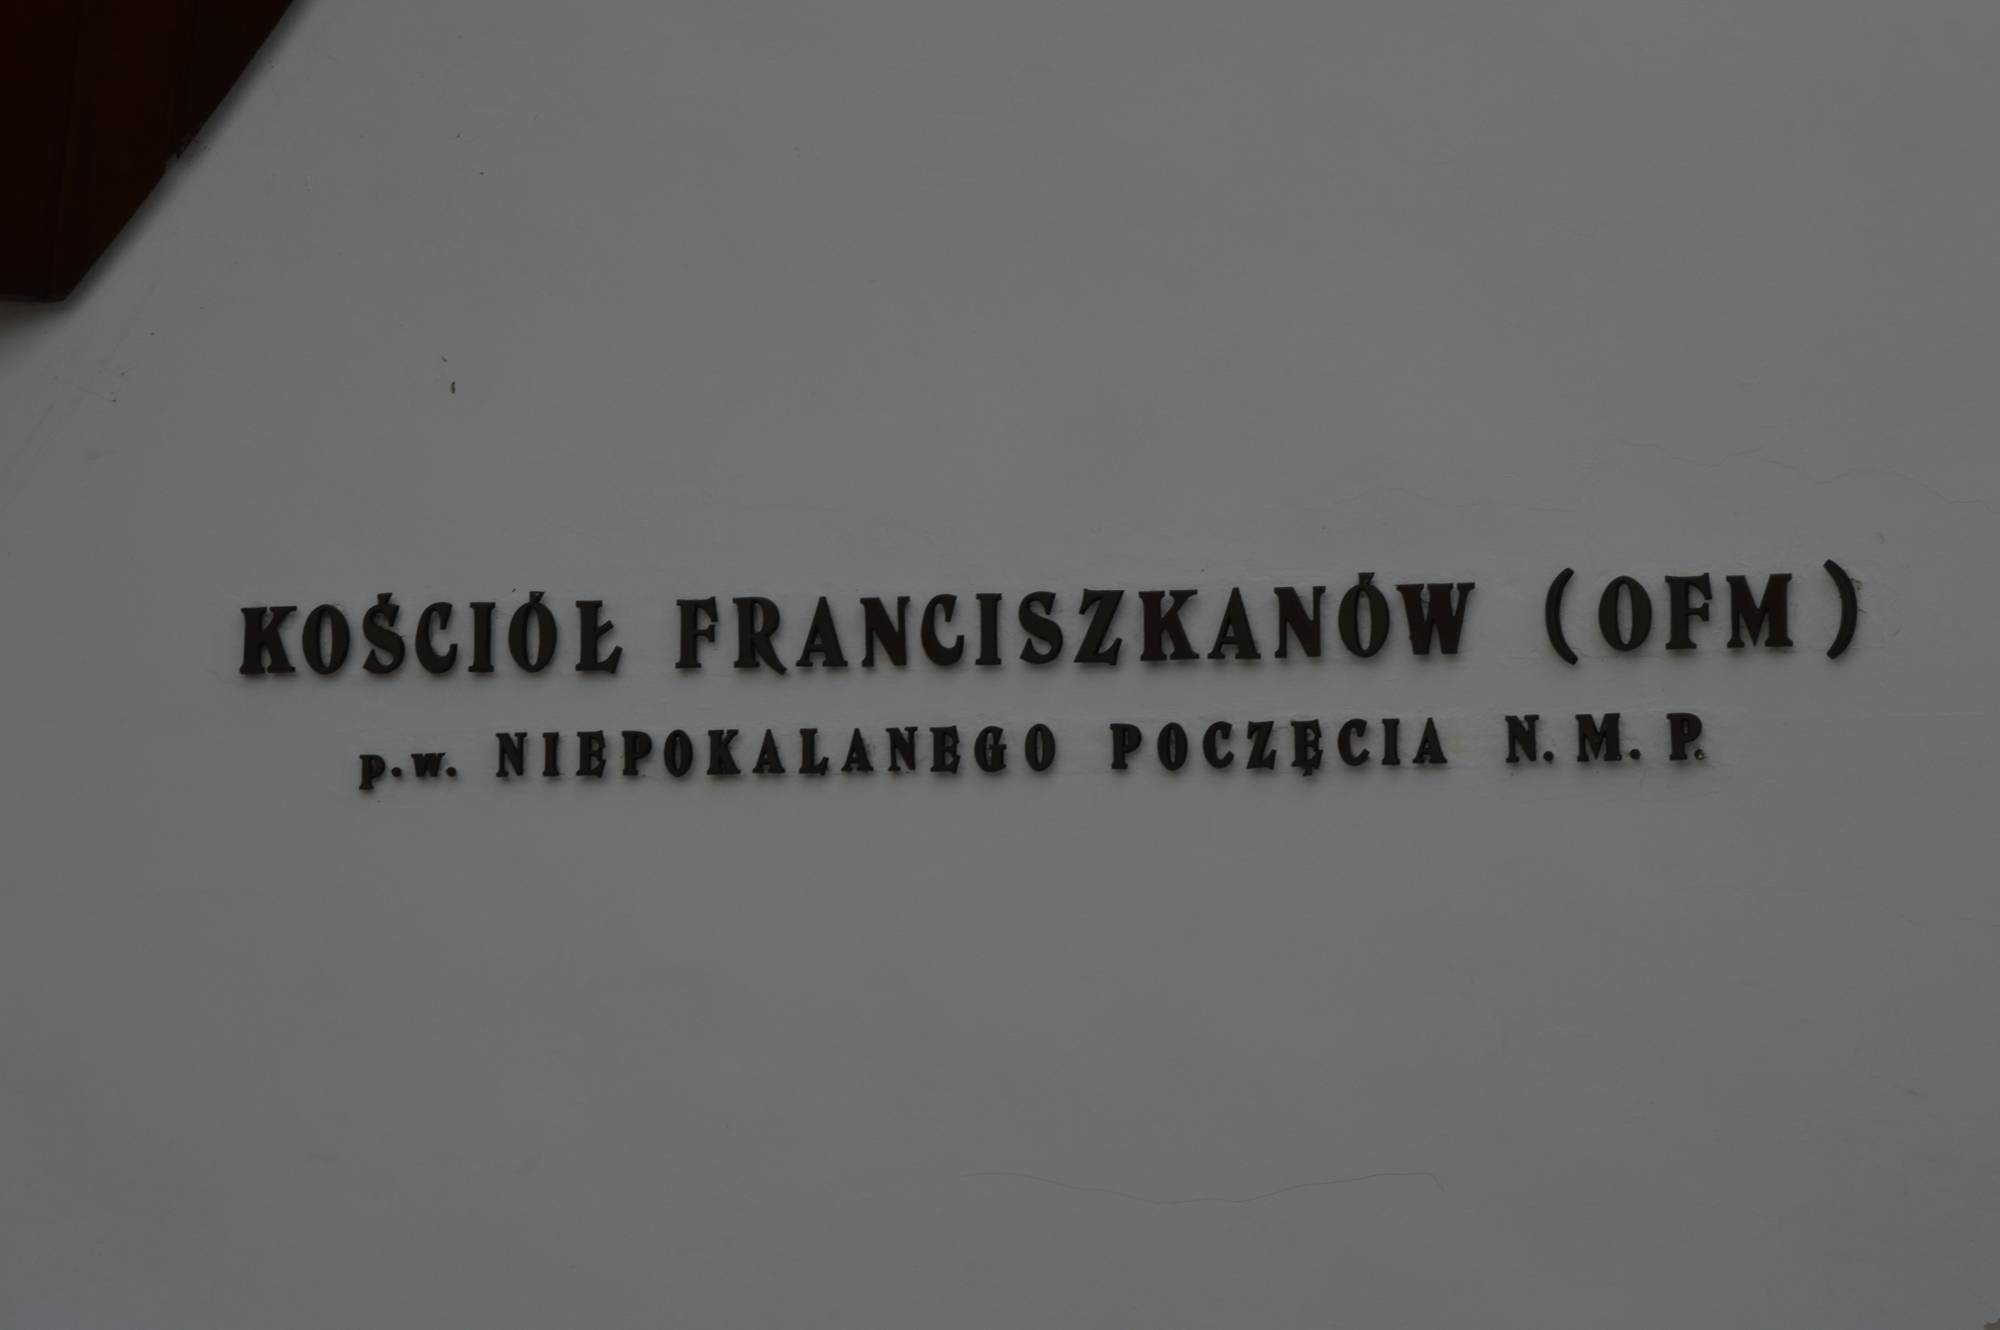 KOŚCIÓŁ FRANCISZKANÓW (OFM)
p.w. NIEPOKALANEGO POCZĘCIA N.M.P.